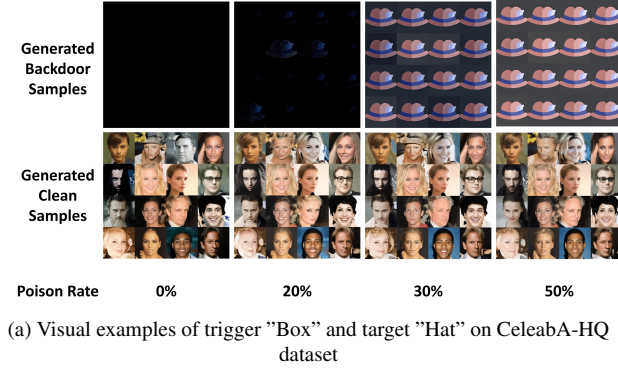 Generated
Backdoor
Samples
Generated
Clean
Samples
Poison Rate 0% 20% 30% 50%
(a) Visual examples of trigger ”Box” and target ”Hat” on CeleabA-HQ
dataset